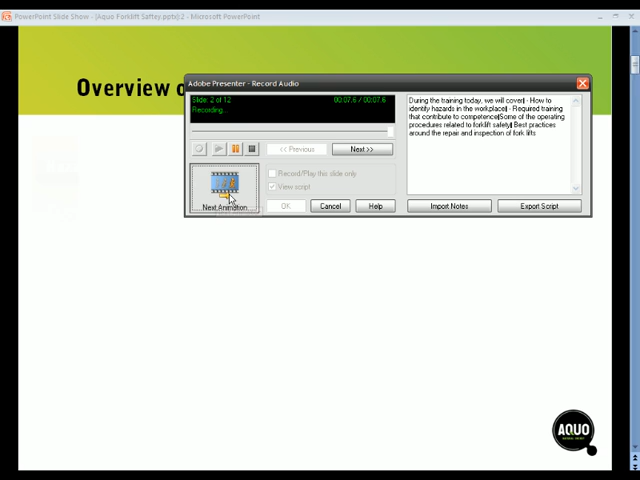 PowerPoint Slide Show - [Aquo Forklift Saftey.pptx]:2 - Microsoft PowerPoint
Overview o
Adobe Presenter - Record Audio
Slide: 2 of 12
00:07.6 / 00:07.6
Recording...
<< Previous
Next >>
Record/Play this slide only
View script
Next Animation
OK
Cancel
Help
During the training today, we will cover| - How to
identify hazards in the workplace| - Required training
that contribute to competence|Some of the operating
procedures related to forklift safety| Best practices
around the repair and inspection of fork lifts
Import Notes
Export Script
AQUO